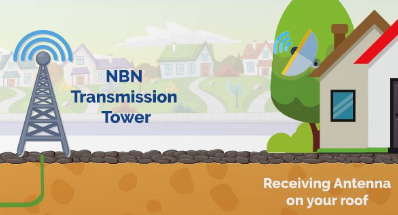 NBN
Transmission
Tower
Receiving Antenna
on your roof